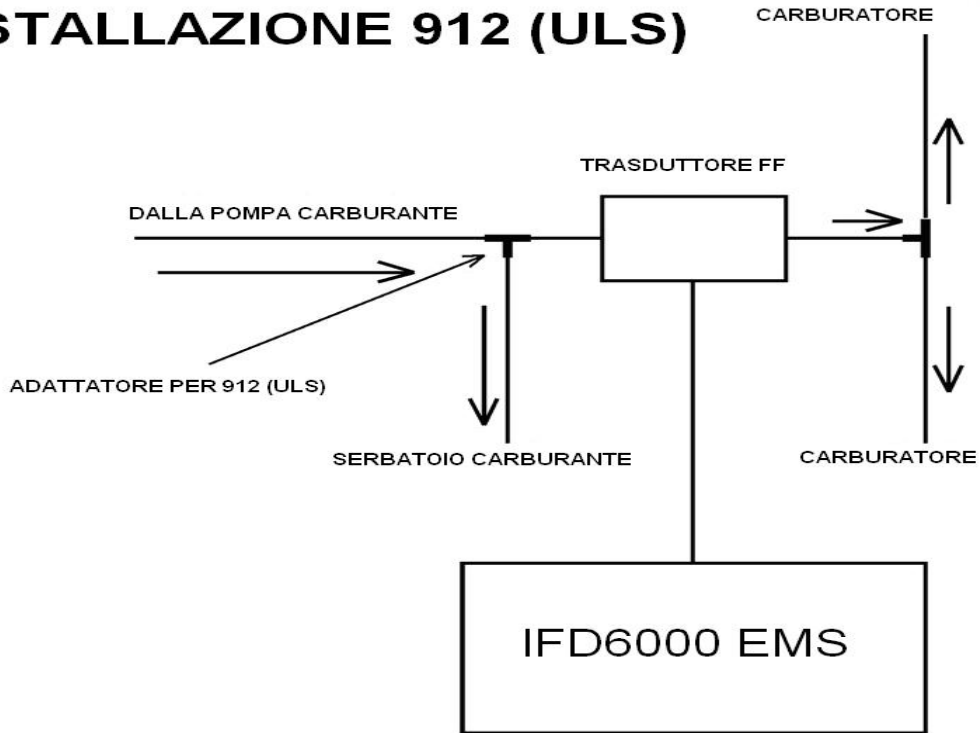 STALLAZIONE 912 (ULS)
CARBURATORE
TRASDUTTORE FF
DALLA POMPA CARBURANTE
ADATTATORE PER 912 (ULS)
SERBATOIO CARBURANTE
CARBURATORE
IFD6000 EMS